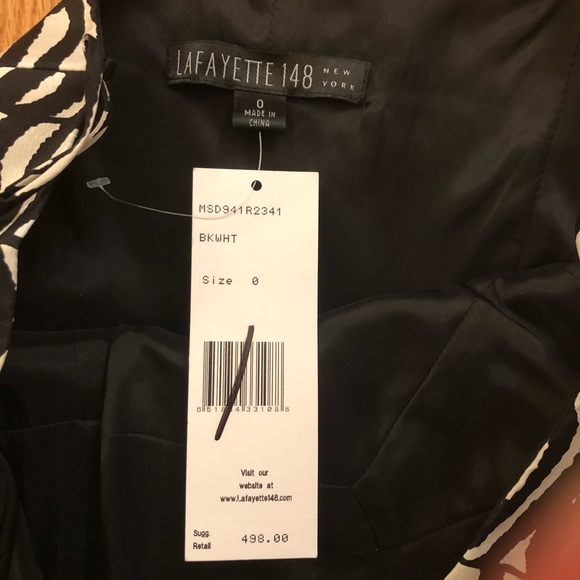 LAFAYETTE 148 NEW
YORK
0
MADE IN
CHINA
MSD941R2341
BKWHT
Size 0
Visit our
website at
www.Lafayette148.com
Sugg.
Retail 498.00